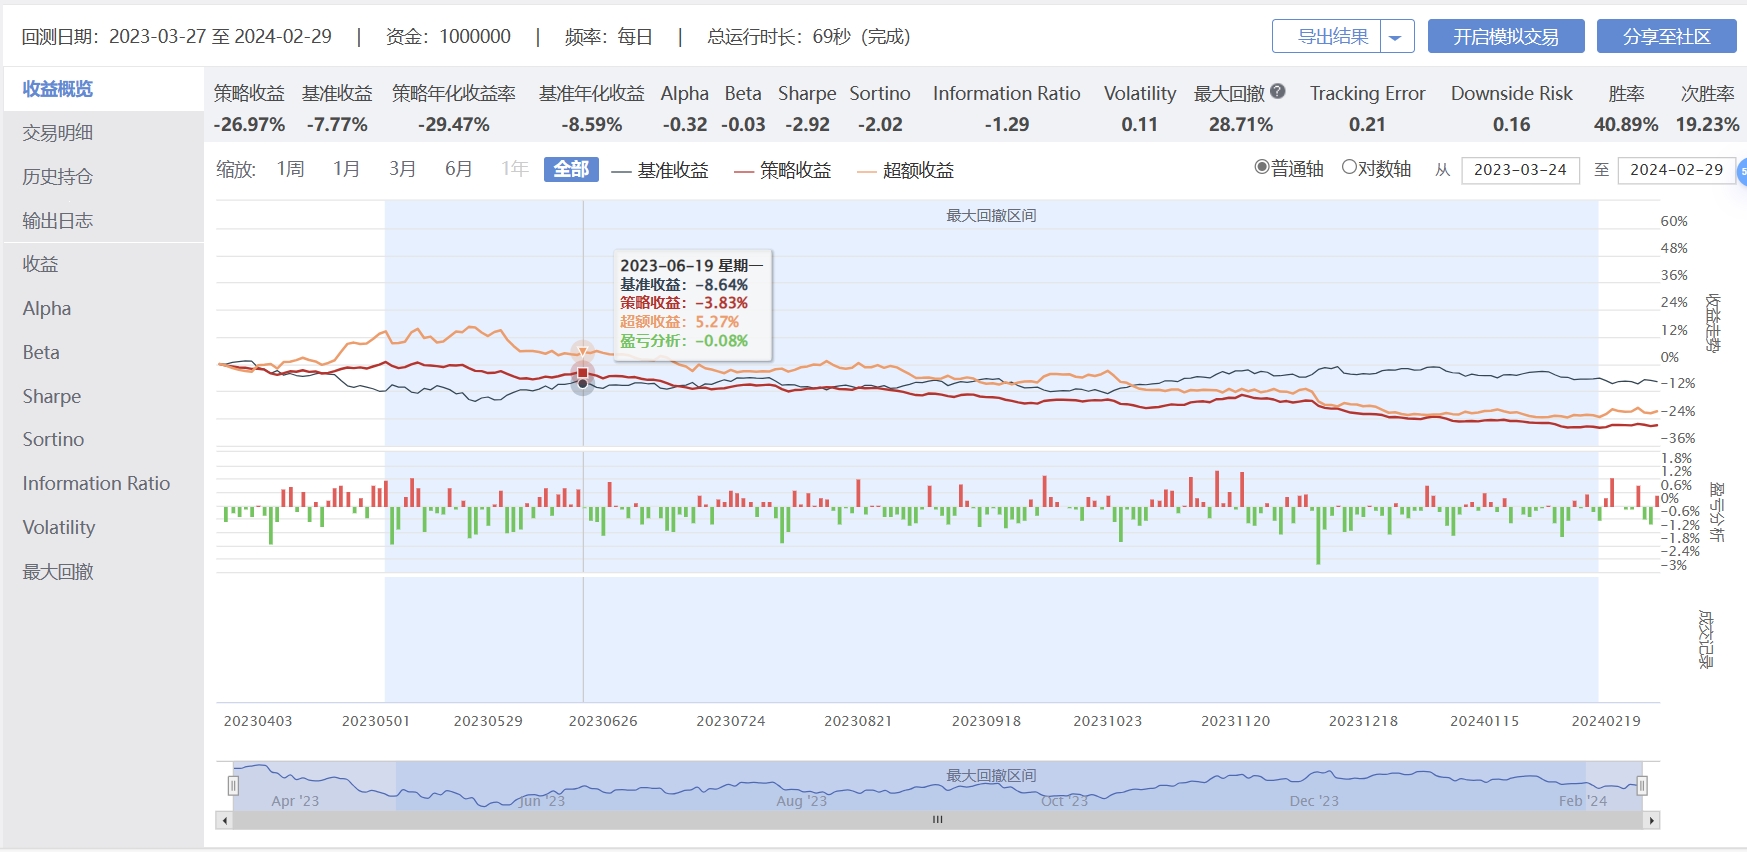 回测日期：2023-03-27 至 2024-02-29 | 资金：1000000 | 频率：每日 | 总运行时长：69秒（完成）
导出结果
开启模拟交易
分享至社区
收益概览
交易明细
历史持仓
输出日志
收益
Alpha
Beta
Sharpe
Sortino
Information Ratio
Volatility
最大回撤
策略收益 基准收益 策略年化收益率 基准年化收益 Alpha Beta Sharpe Sortino Information Ratio Volatility 最大回撤 ? Tracking Error Downside Risk 胜率 次胜率
-26.97% -7.77% -29.47% -8.59% -0.32 -0.03 -2.92 -2.02 -1.29 0.11 28.71% 0.21 0.16 40.89% 19.23%
缩放: 1周 1月 3月 6月 1年 全部 基准收益 策略收益 超额收益 普通轴 对数轴 从 2023-03-24 至 2024-02-29
最大回撤区间
2023-06-19 星期一
基准收益：-8.64%
策略收益：-3.83%
超额收益：5.27%
盈亏分析：-0.08%
60%
48%
36%
24%
12%
0%
-12%
-24%
-36%
收益走势
1.8%
1.2%
0.6%
0%
-0.6%
-1.2%
-1.8%
-2.4%
-3%
盈亏分析
成交记录
20230403 20230501 20230529 20230626 20230724 20230821 20230918 20231023 20231120 20231218 20240115 20240219
最大回撤区间
Apr '23 Jun '23 Aug '23 Oct '23 Dec '23 Feb '24